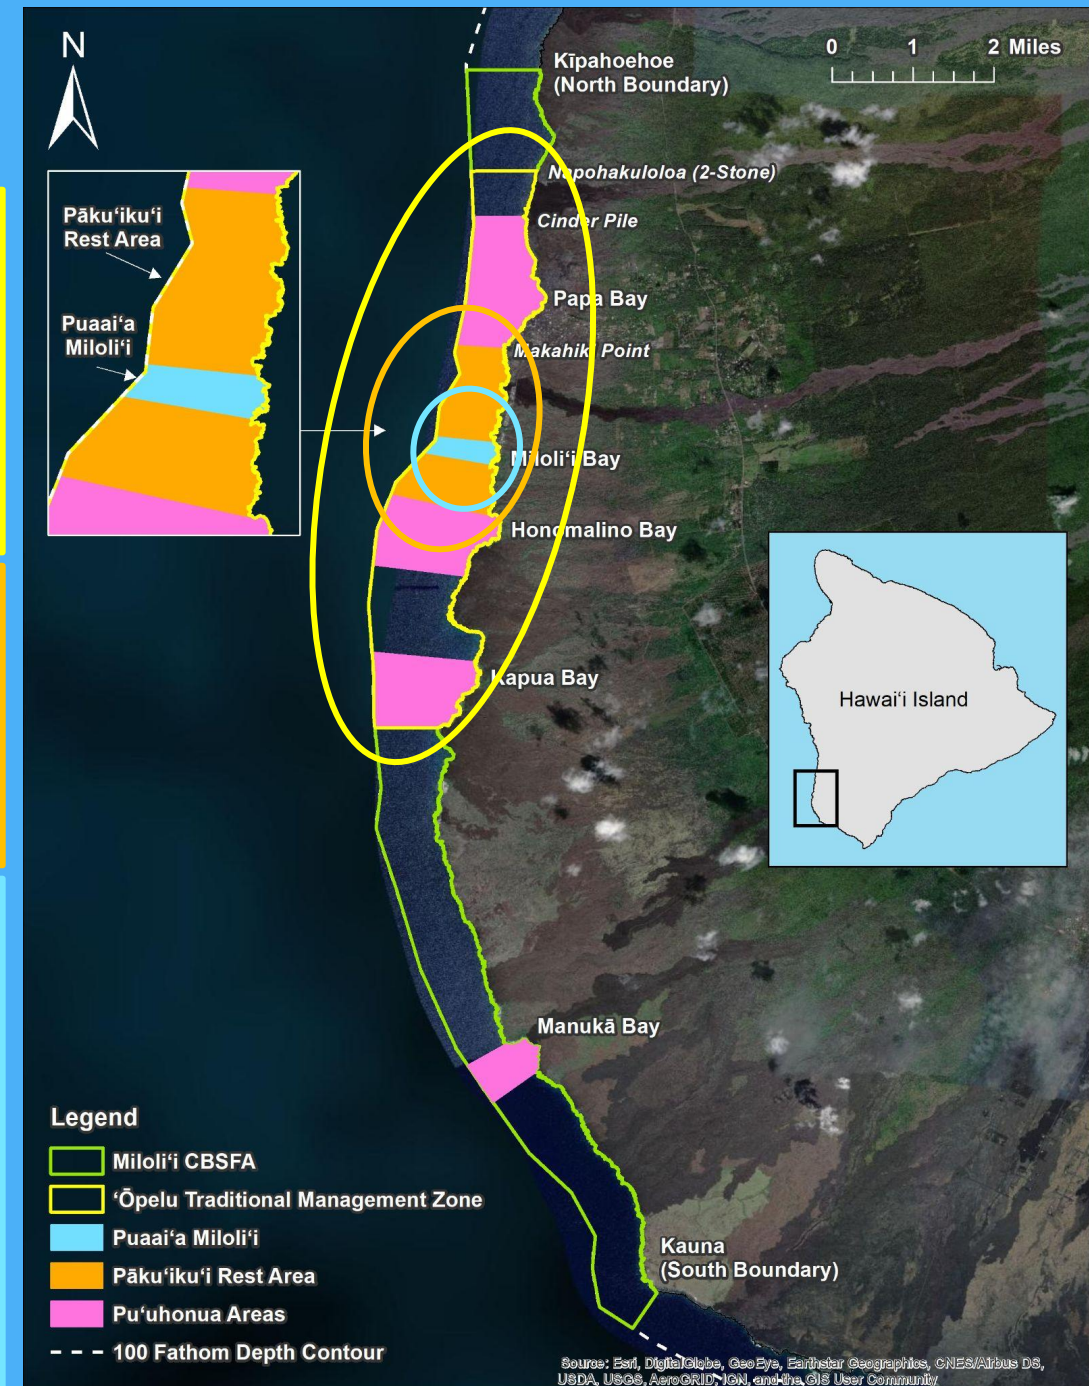 N
0 1 2 Miles
Kīpahoehoe
(North Boundary)
Napohakuloloa (2-Stone)
Cinder Pile
Pākuʻikuʻi
Rest Area
Papa Bay
Puaaiʻa
Miloliʻi
Makahiki Point
Miloliʻi Bay
Honomalino Bay
Kapua Bay
Hawaiʻi Island
Manukā Bay
Legend
Miloliʻi CBSFA
ʻŌpelu Traditional Management Zone
Puaaiʻa Miloliʻi
Pākuʻikuʻi Rest Area
Puʻuhonua Areas
100 Fathom Depth Contour
Kauna
(South Boundary)
Source: Esri, DigitalGlobe, GeoEye, Earthstar Geographics, CNES/Airbus DS,
USDA, USGS, AeroGRID, IGN, and the GIS User Community